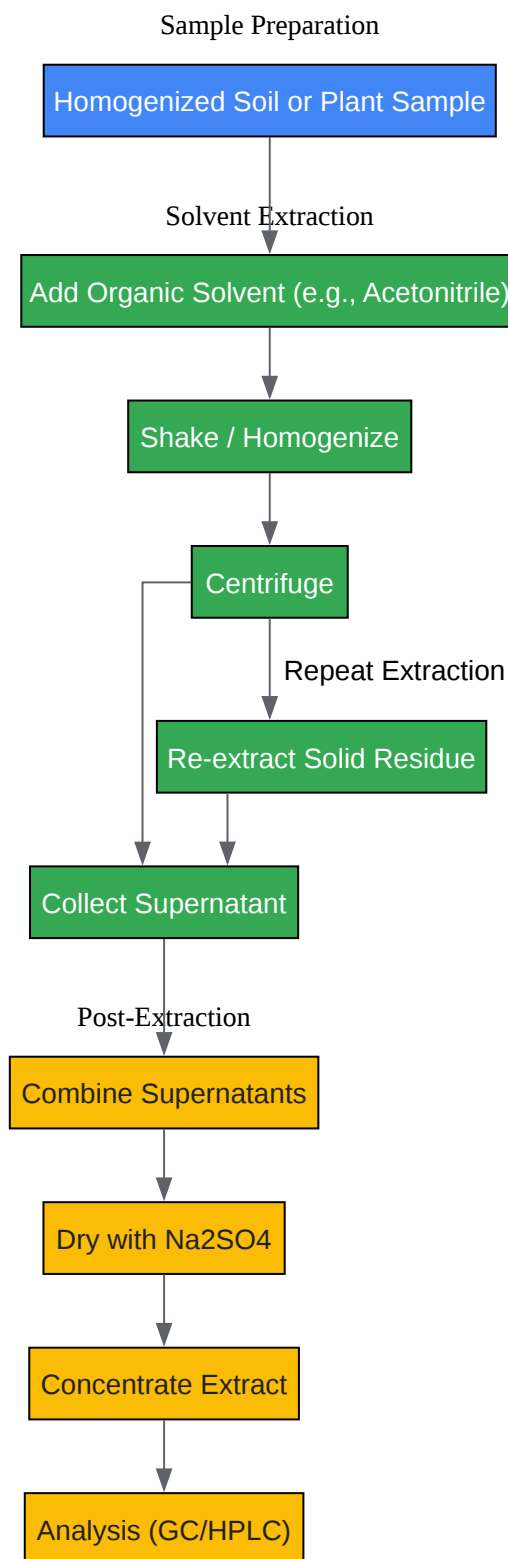 Sample Preparation
Homogenized Soil or Plant Sample
Solvent Extraction
Add Organic Solvent (e.g., Acetonitrile)
Shake / Homogenize
Centrifuge
Repeat Extraction
Re-extract Solid Residue
Collect Supernatant
Post-Extraction
Combine Supernatants
Dry with Na2SO4
Concentrate Extract
Analysis (GC/HPLC)